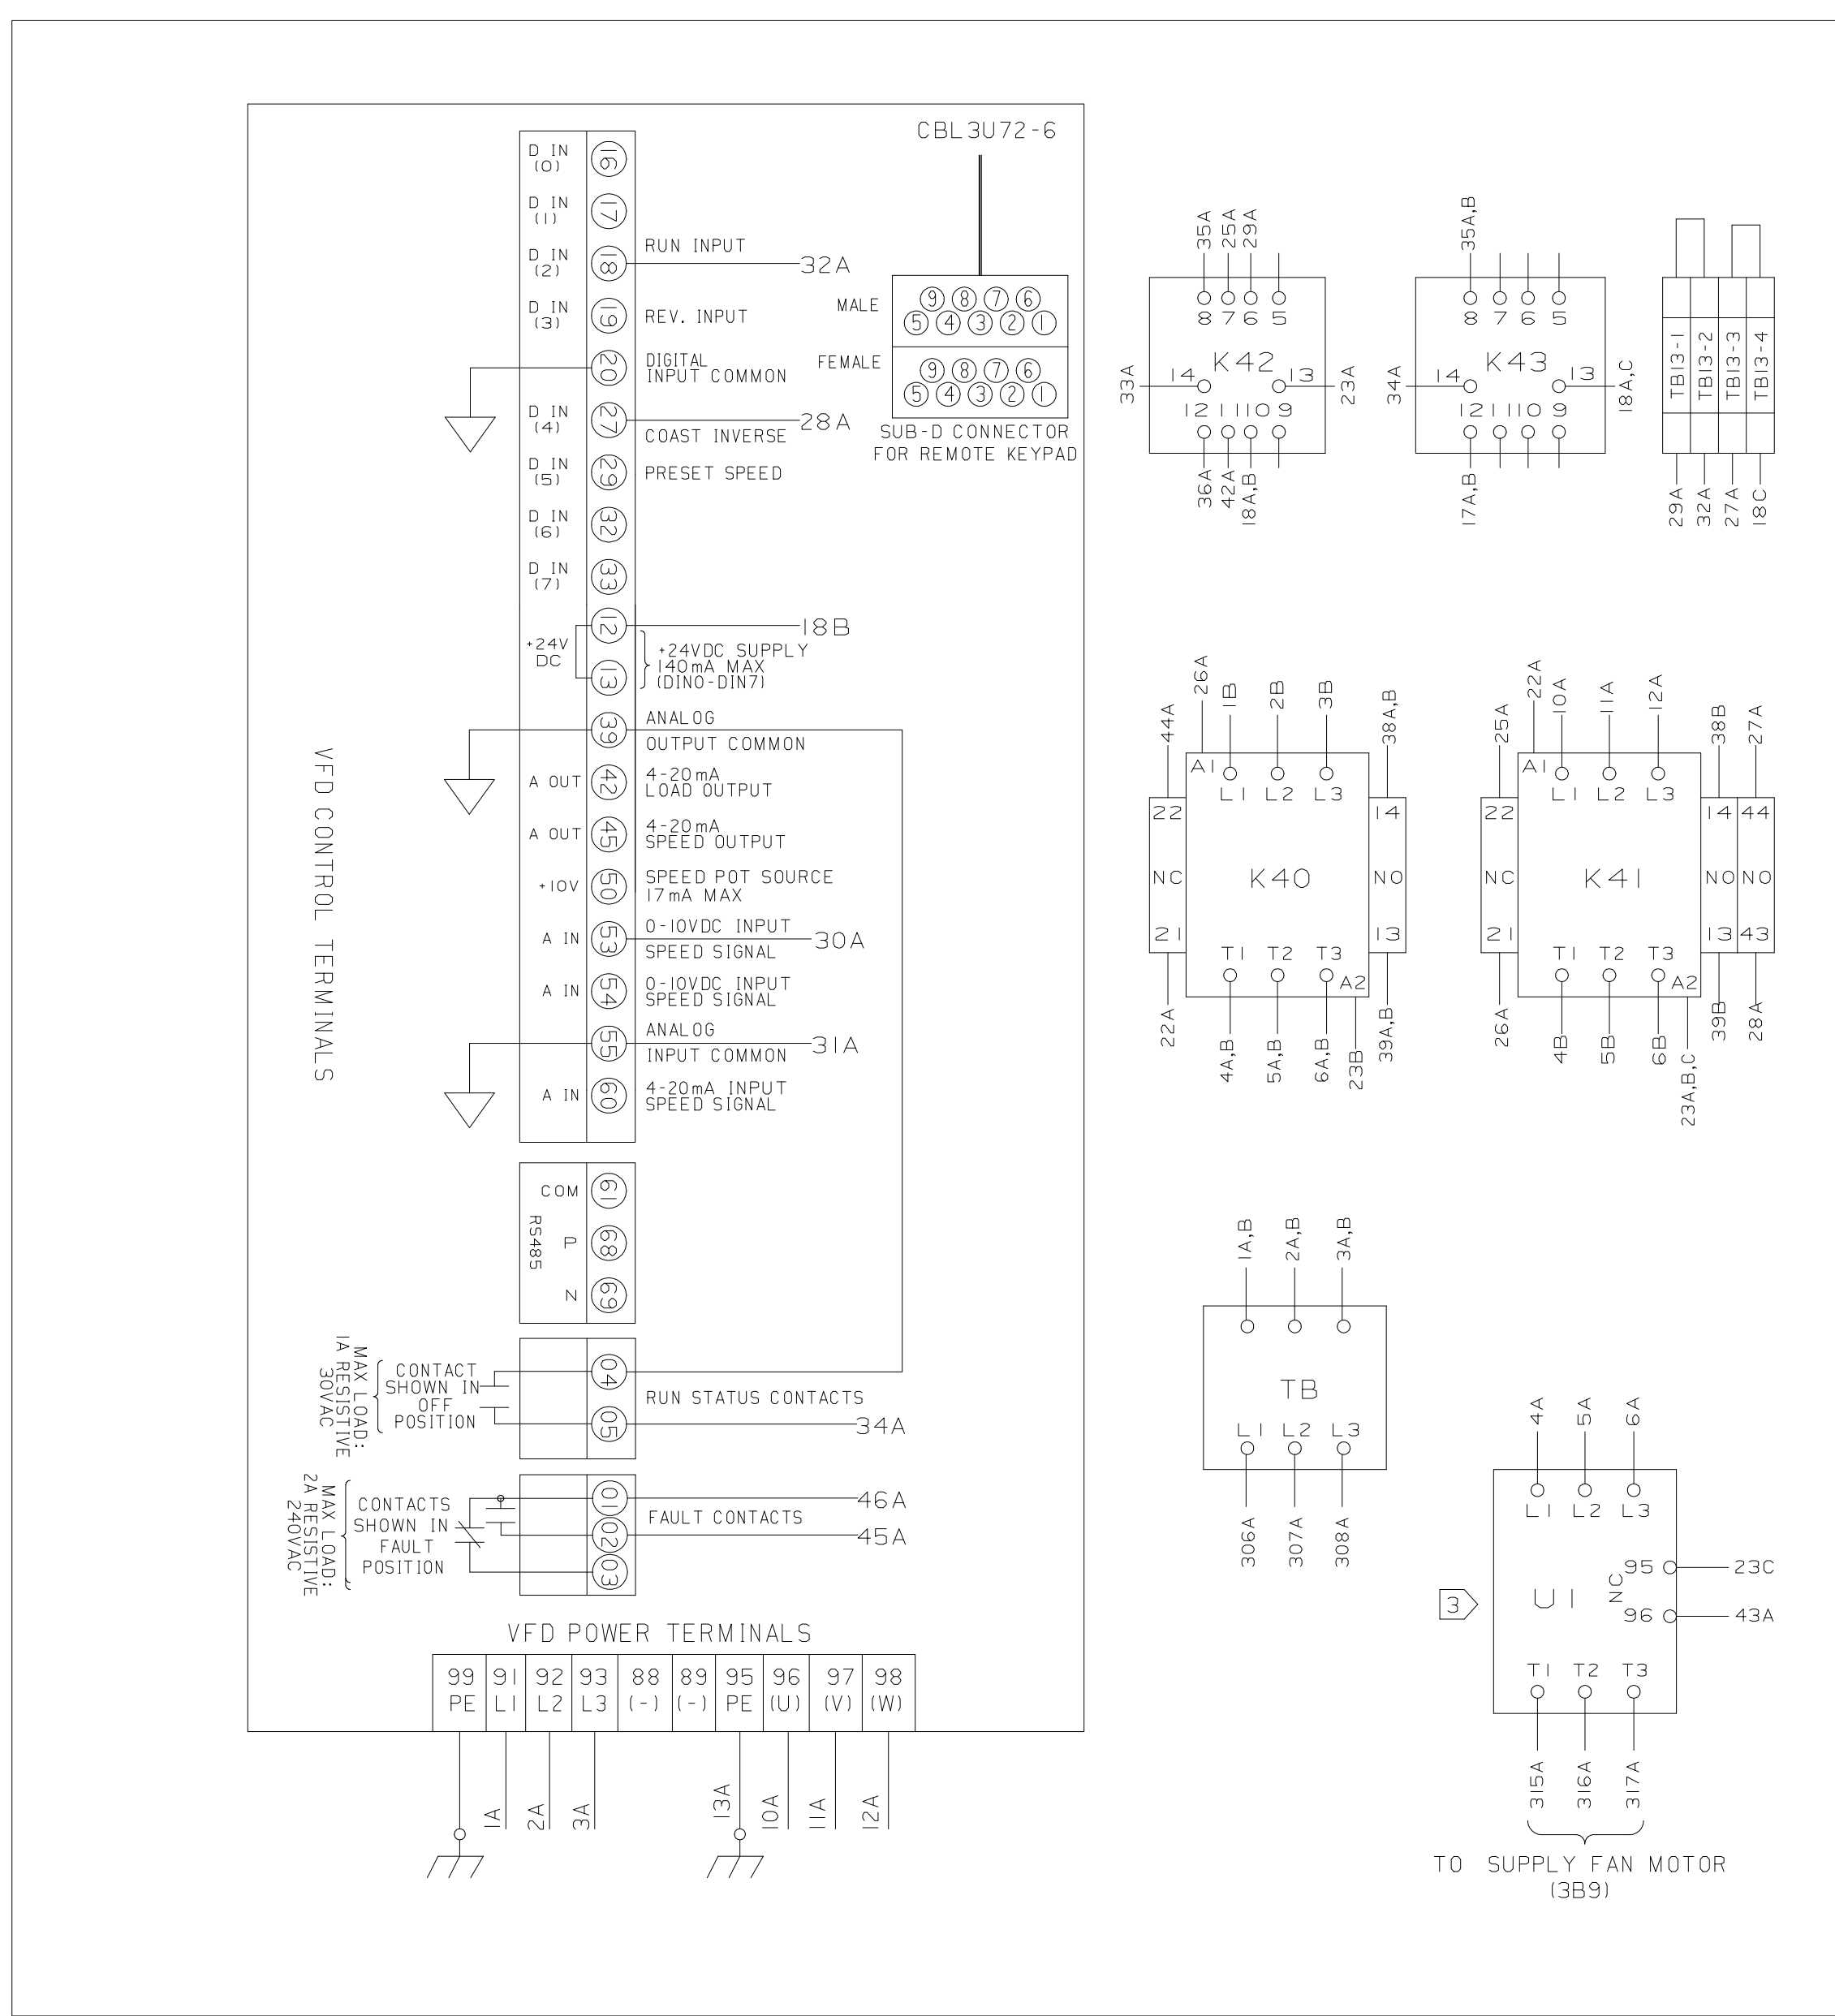 CBL3U72-6
D IN
(0)
16
D IN
(1)
17
RUN INPUT
D IN
(2)
18
32A
D IN
(3)
19
REV. INPUT
20
DIGITAL
INPUT COMMON
D IN
(4)
27
28A
COAST INVERSE
D IN
(5)
29
PRESET SPEED
D IN
(6)
32
D IN
(7)
33
12
18B
+24V
DC
13
+24VDC SUPPLY
140mA MAX
(DIN0-DIN7)
39
ANALOG
OUTPUT COMMON
A OUT
42
4-20mA
LOAD OUTPUT
A OUT
45
4-20mA
SPEED OUTPUT
+10V
50
SPEED POT SOURCE
17mA MAX
A IN
53
0-10VDC INPUT
30A
SPEED SIGNAL
A IN
54
0-10VDC INPUT
SPEED SIGNAL
55
ANALOG
31A
INPUT COMMON
A IN
60
4-20mA INPUT
SPEED SIGNAL
VFD CONTROL TERMINALS
COM
61
P
68
N
69
RS485
MAX LOAD:
1A RESISTIVE
30VAC
CONTACT
SHOWN IN
OFF
POSITION
04
RUN STATUS CONTACTS
05
34A
MAX LOAD:
2A RESISTIVE
240VAC
CONTACTS
SHOWN IN
FAULT
POSITION
01
46A
FAULT CONTACTS
02
45A
03
VFD POWER TERMINALS
99 91 92 93 88 89 95 96 97 98
PE L1 L2 L3 (-) (-) PE (U) (V) (W)
1A 2A 3A 13A 10A 11A 12A
MALE
9 8 7 6
5 4 3 2 1
FEMALE
9 8 7 6
5 4 3 2 1
SUB-D CONNECTOR
FOR REMOTE KEYPAD
35A 25A 29A
8 7 6 5
K42
33A 14 13 23A
12 11 10 9
36A 42A 18A,B
35A,B
8 7 6 5
K43
34A 14 13 18A,C
12 11 10 9
17A,B
TB13-1 TB13-2 TB13-3 TB13-4
29A 32A 27A 18C
44A 26A 1B 2B 3B 38A,B
A1
L1 L2 L3
22 14
NC K40 NO
21 13
T1 T2 T3
A2
22A 4A,B 5A,B 6A,B 23B 39A,B
25A 22A 10A 11A 12A 38B 27A
A1
L1 L2 L3
22 14 44
NC K41 NO NO
21 13 43
T1 T2 T3
A2
26A 4B 5B 6B 23A,B,C 39B 28A
1A,B 2A,B 3A,B
TB
L1 L2 L3
306A 307A 308A
4A 5A 6A
L1 L2 L3
95 23C
3 U1 NC
96 43A
T1 T2 T3
315A 316A 317A
TO SUPPLY FAN MOTOR
(3B9)